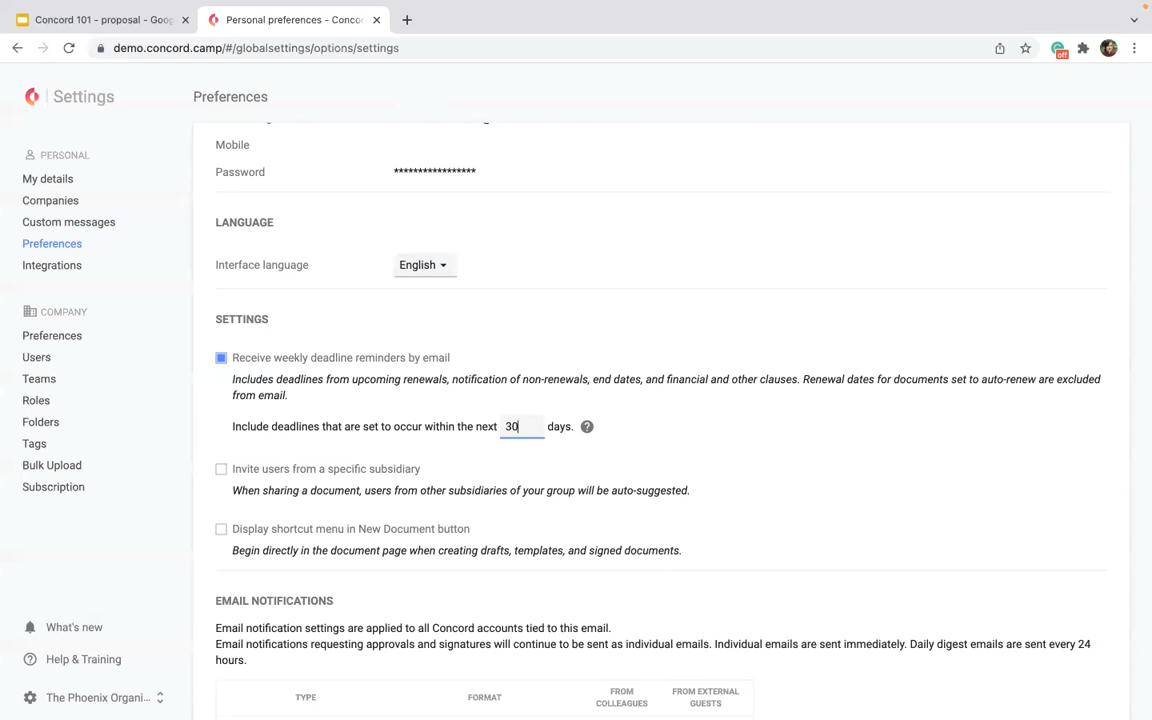 Concord 101 - proposal - Goog
Personal preferences - Conco
demo.concord.camp/#/globalsettings/options/settings
off
Settings
Preferences
PERSONAL
My details
Companies
Custom messages
Preferences
Integrations
COMPANY
Preferences
Users
Teams
Roles
Folders
Tags
Bulk Upload
Subscription
What's new
Help & Training
The Phoenix Organi...
Mobile
Password *****************
LANGUAGE
Interface language English
SETTINGS
Receive weekly deadline reminders by email
Includes deadlines from upcoming renewals, notification of non-renewals, end dates, and financial and other clauses. Renewal dates for documents set to auto-renew are excluded
from email.
Include deadlines that are set to occur within the next 30 days. ?
Invite users from a specific subsidiary
When sharing a document, users from other subsidiaries of your group will be auto-suggested.
Display shortcut menu in New Document button
Begin directly in the document page when creating drafts, templates, and signed documents.
EMAIL NOTIFICATIONS
Email notification settings are applied to all Concord accounts tied to this email.
Email notifications requesting approvals and signatures will continue to be sent as individual emails. Individual emails are sent immediately. Daily digest emails are sent every 24
hours.
TYPE FORMAT FROM COLLEAGUES FROM EXTERNAL GUESTS